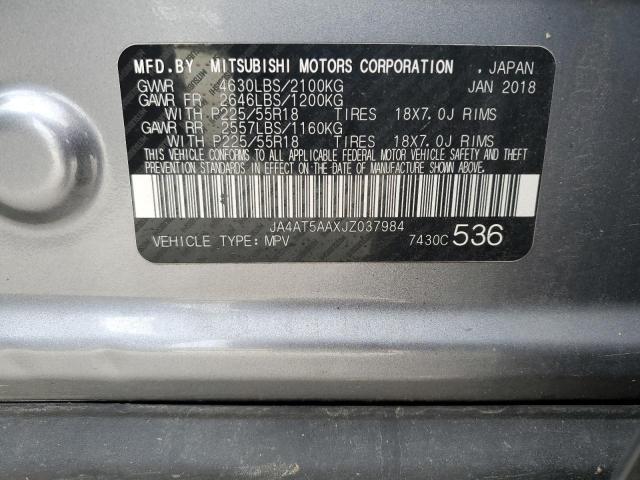 MFD.BY MITSUBISHI MOTORS CORPORATION , JAPAN
GVWR 4630LBS/2100KG JAN 2018
GAWR FR 2646LBS/1200KG
WITH P225/55R18 TIRES 18X7.0J RIMS
GAWR RR 2557LBS/1160KG
WITH P225/55R18 TIRES 18X7.0J RIMS
THIS VEHICLE CONFORMS TO ALL APPLICABLE FEDERAL MOTOR VEHICLE SAFETY AND THEFT
PREVENTION STANDARDS IN EFFECT ON THE DATE OF MANUFACTURE SHOWN ABOVE.
JA4AT5AAXJZ037984
VEHICLE TYPE:MPV 7430C 536